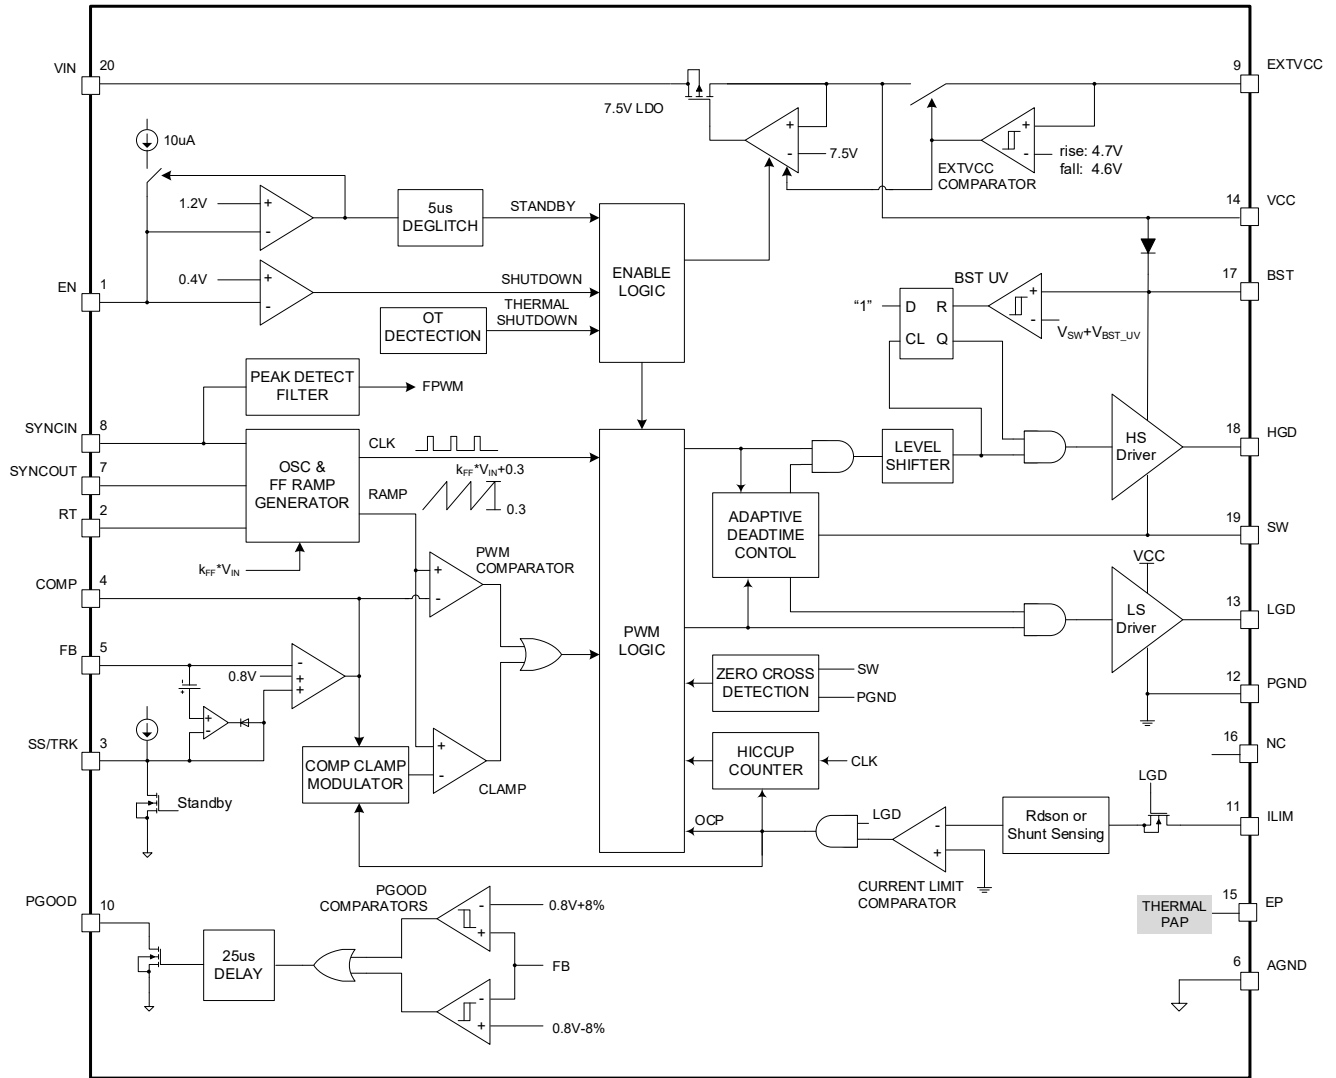 VIN
20
9
EXTVCC
7.5V LDO
+
-
7.5V
+
-
rise: 4.7V
fall: 4.6V
EXTVCC
COMPARATOR
10uA
1.2V
+
-
5us
DEGLITCH
STANDBY
14
VCC
EN
1
0.4V
+
-
SHUTDOWN
ENABLE
LOGIC
OT
DECTECTION
THERMAL
SHUTDOWN
17
BST
BST UV
+
-
VSW+VBST_UV
“1”
D
R
CL
Q
PEAK DETECT
FILTER
FPWM
SYNCIN
8
SYNCOUT
7
RT
2
OSC &
FF RAMP
GENERATOR
CLK
kFF*VIN+0.3
RAMP
0.3
kFF*VIN
LEVEL
SHIFTER
HS
Driver
18
HGD
ADAPTIVE
DEADTIME
CONTOL
19
SW
COMP
4
PWM
COMPARATOR
+
-
VCC
LS
Driver
13
LGD
PWM
LOGIC
FB
5
0.8V
-
+
+
+
-
+
-
ZERO CROSS
DETECTION
SW
PGND
12
PGND
SS/TRK
3
Standby
COMP CLAMP
MODULATOR
+
-
CLAMP
HICCUP
COUNTER
CLK
16
NC
OCP
LGD
-
+
CURRENT LIMIT
COMPARATOR
Rdson or
Shunt Sensing
LGD
11
ILIM
PGOOD
10
25us
DELAY
PGOOD
COMPARATORS
-
+
0.8V+8%
FB
-
+
0.8V-8%
THERMAL
PAP
15
EP
6
AGND